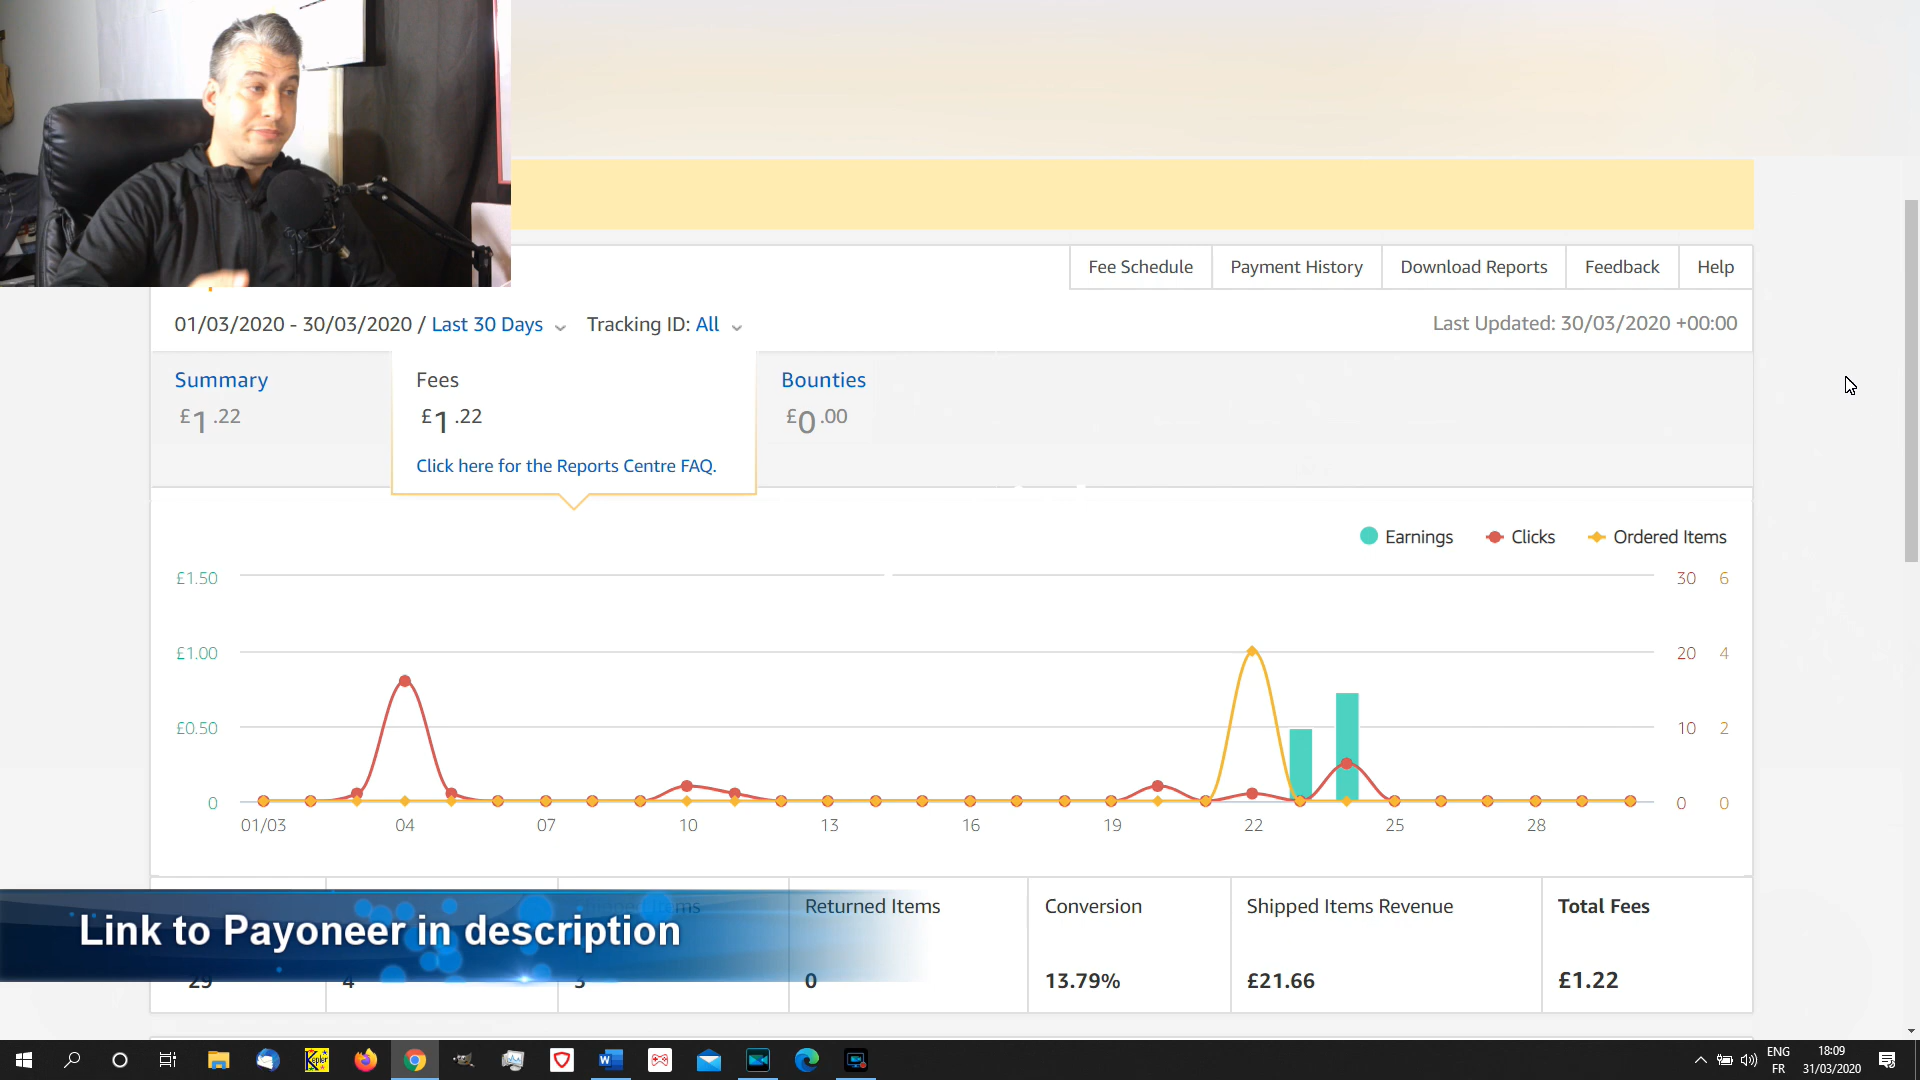 Fee Schedule
Payment History
Download Reports
Feedback
Help
01/03/2020 - 30/03/2020 / Last 30 Days
Tracking ID: All
Last Updated: 30/03/2020 +00:00
Summary
£1.22
Fees
£1.22
Click here for the Reports Centre FAQ.
Bounties
£0.00
Earnings
Clicks
Ordered Items
£1.50
30 6
£1.00
20 4
£0.50
10 2
0
0 0
01/03 04 07 10 13 16 19 22 25 28
Link to Payoneer in description
29
4
3
Returned Items
0
Conversion
13.79%
Shipped Items Revenue
£21.66
Total Fees
£1.22
Kepler
ENG
FR
18:09
31/03/2020